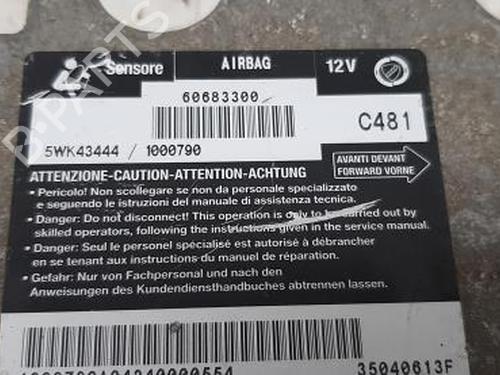 Sensore
AIRBAG
12V
60683300
C481
5WK43444 / 1000790
ATTENZIONE-CAUTION-ATTENTION-ACHTUNG
AVANTI DEVANT
FORWARD VORNE
• Pericolo! Non scollegare se non da personale specializzato
e seguendo le istruzioni del manuale di assistenza tecnica.
• Danger: Do not disconnect! This operation is only to be carried out by
skilled operators, following the instructions given in the service manual.
• Danger: Seul le personel spécialisé est autorisé à débrancher
en se tenant aux instructions du manuel de réparation.
• Gefahr: Nur von Fachpersonal und nach den
Anweisungen des Kundendiensthandbuches abtrennen lassen.
35040613F
B-PARTS